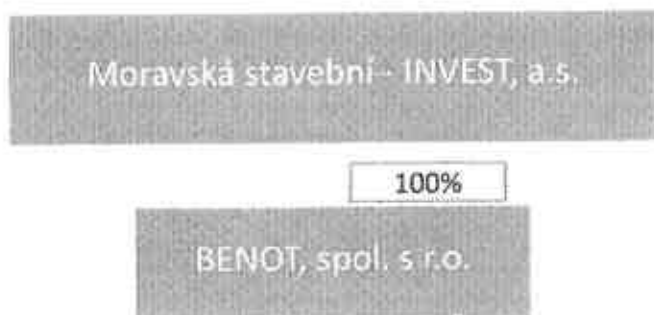 Moravská stavební - INVEST, a.s.
100%
BENOT, spol. s r.o.